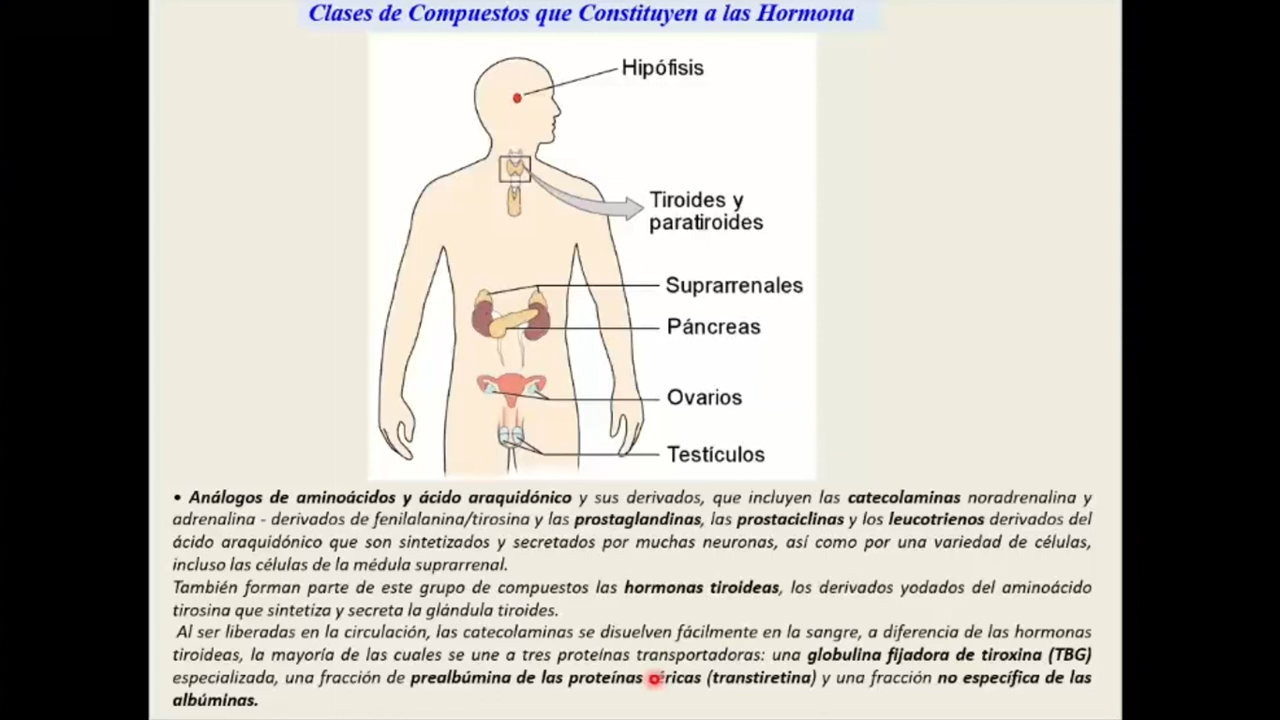 Clases de Compuestos que Constituyen a las Hormona
Hipófisis
Tiroides y
paratiroides
Suprarrenales
Páncreas
Ovarios
Testículos
• Análogos de aminoácidos y ácido araquidónico y sus derivados, que incluyen las catecolaminas noradrenalina y
adrenalina - derivados de fenilalanina/tirosina y las prostaglandinas, las prostaciclinas y los leucotrienos derivados del
ácido araquidónico que son sintetizados y secretados por muchas neuronas, así como por una variedad de células,
incluso las células de la médula suprarrenal.
También forman parte de este grupo de compuestos las hormonas tiroideas, los derivados yodados del aminoácido
tirosina que sintetiza y secreta la glándula tiroides.
Al ser liberadas en la circulación, las catecolaminas se disuelven fácilmente en la sangre, a diferencia de las hormonas
tiroideas, la mayoría de las cuales se une a tres proteínas transportadoras: una globulina fijadora de tiroxina (TBG)
especializada, una fracción de prealbúmina de las proteínas séricas (transtiretina) y una fracción no específica de las
albúminas.